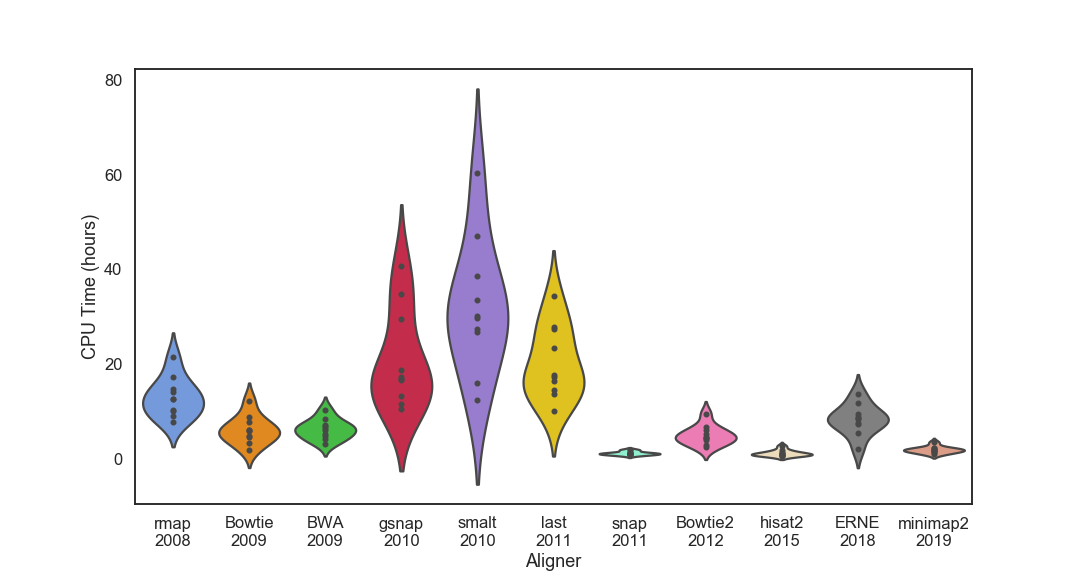 80
60
40
20
0
CPU Time (hours)
rmap Bowtie BWA gsnap smalt last snap Bowtie2 hisat2 ERNE minimap2
2008 2009 2009 2010 2010 2011 2011 2012 2015 2018 2019
Aligner